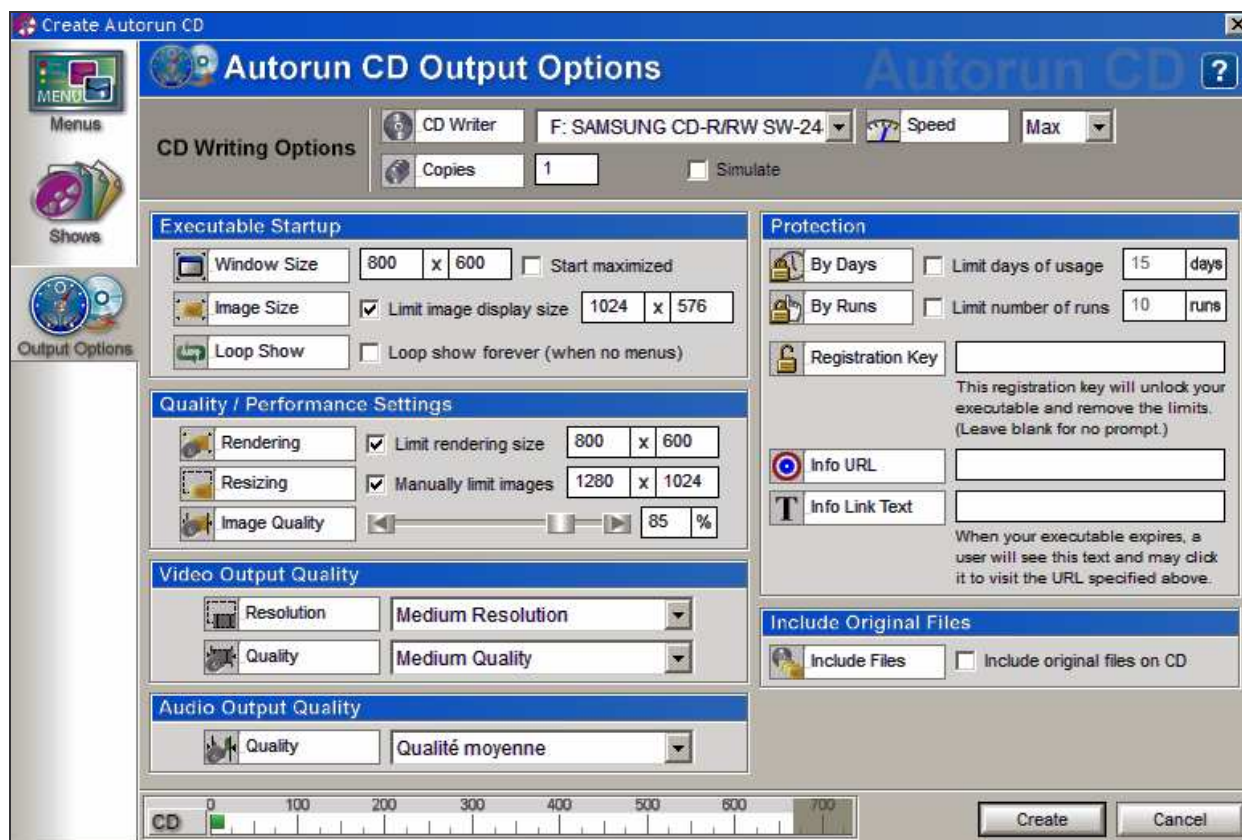 Create Autorun CD
MENU
Menus
Shows
Output Options
Autorun CD Output Options
Autorun CD
?
CD Writing Options
CD Writer
F: SAMSUNG CD-R/RW SW-24
Speed
Max
Copies
1
Simulate
Executable Startup
Window Size
800 x 600
Start maximized
Image Size
Limit image display size
1024 x 576
Loop Show
Loop show forever (when no menus)
Quality / Performance Settings
Rendering
Limit rendering size
800 x 600
Resizing
Manually limit images
1280 x 1024
Image Quality
85 %
Video Output Quality
Resolution
Medium Resolution
Quality
Medium Quality
Audio Output Quality
Quality
Qualité moyenne
Protection
By Days
Limit days of usage
15 days
By Runs
Limit number of runs
10 runs
Registration Key
This registration key will unlock your
executable and remove the limits.
(Leave blank for no prompt.)
Info URL
T
Info Link Text
When your executable expires, a
user will see this text and may click
it to visit the URL specified above.
Include Original Files
Include Files
Include original files on CD
CD
0 100 200 300 400 500 600 700
Create
Cancel